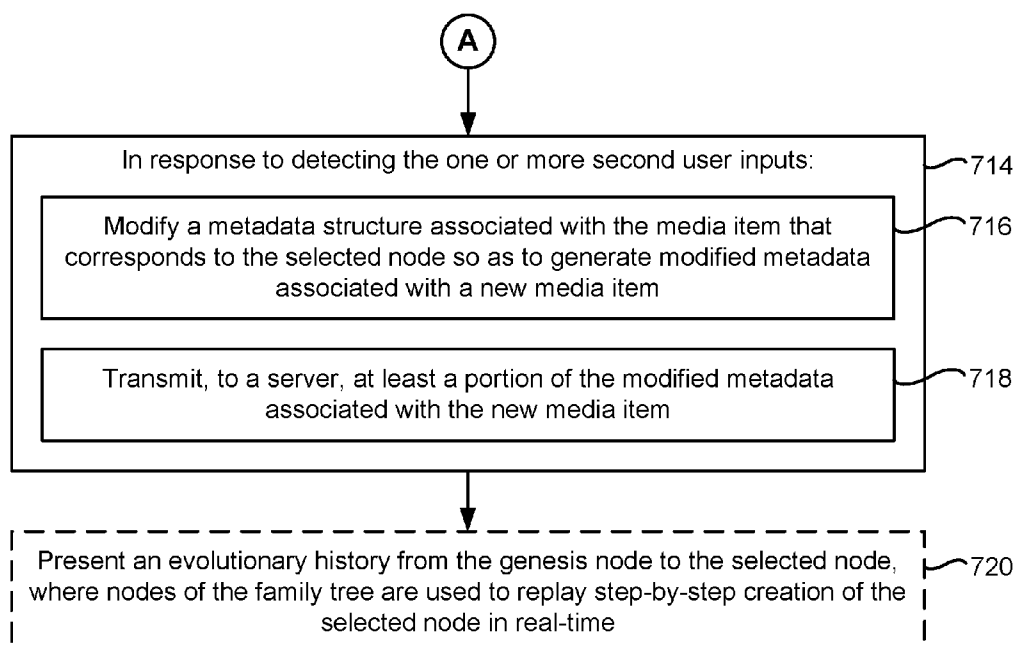 A
In response to detecting the one or more second user inputs:
714
Modify a metadata structure associated with the media item that
corresponds to the selected node so as to generate modified metadata
associated with a new media item
716
Transmit, to a server, at least a portion of the modified metadata
associated with the new media item
718
Present an evolutionary history from the genesis node to the selected node,
where nodes of the family tree are used to replay step-by-step creation of the
selected node in real-time
720